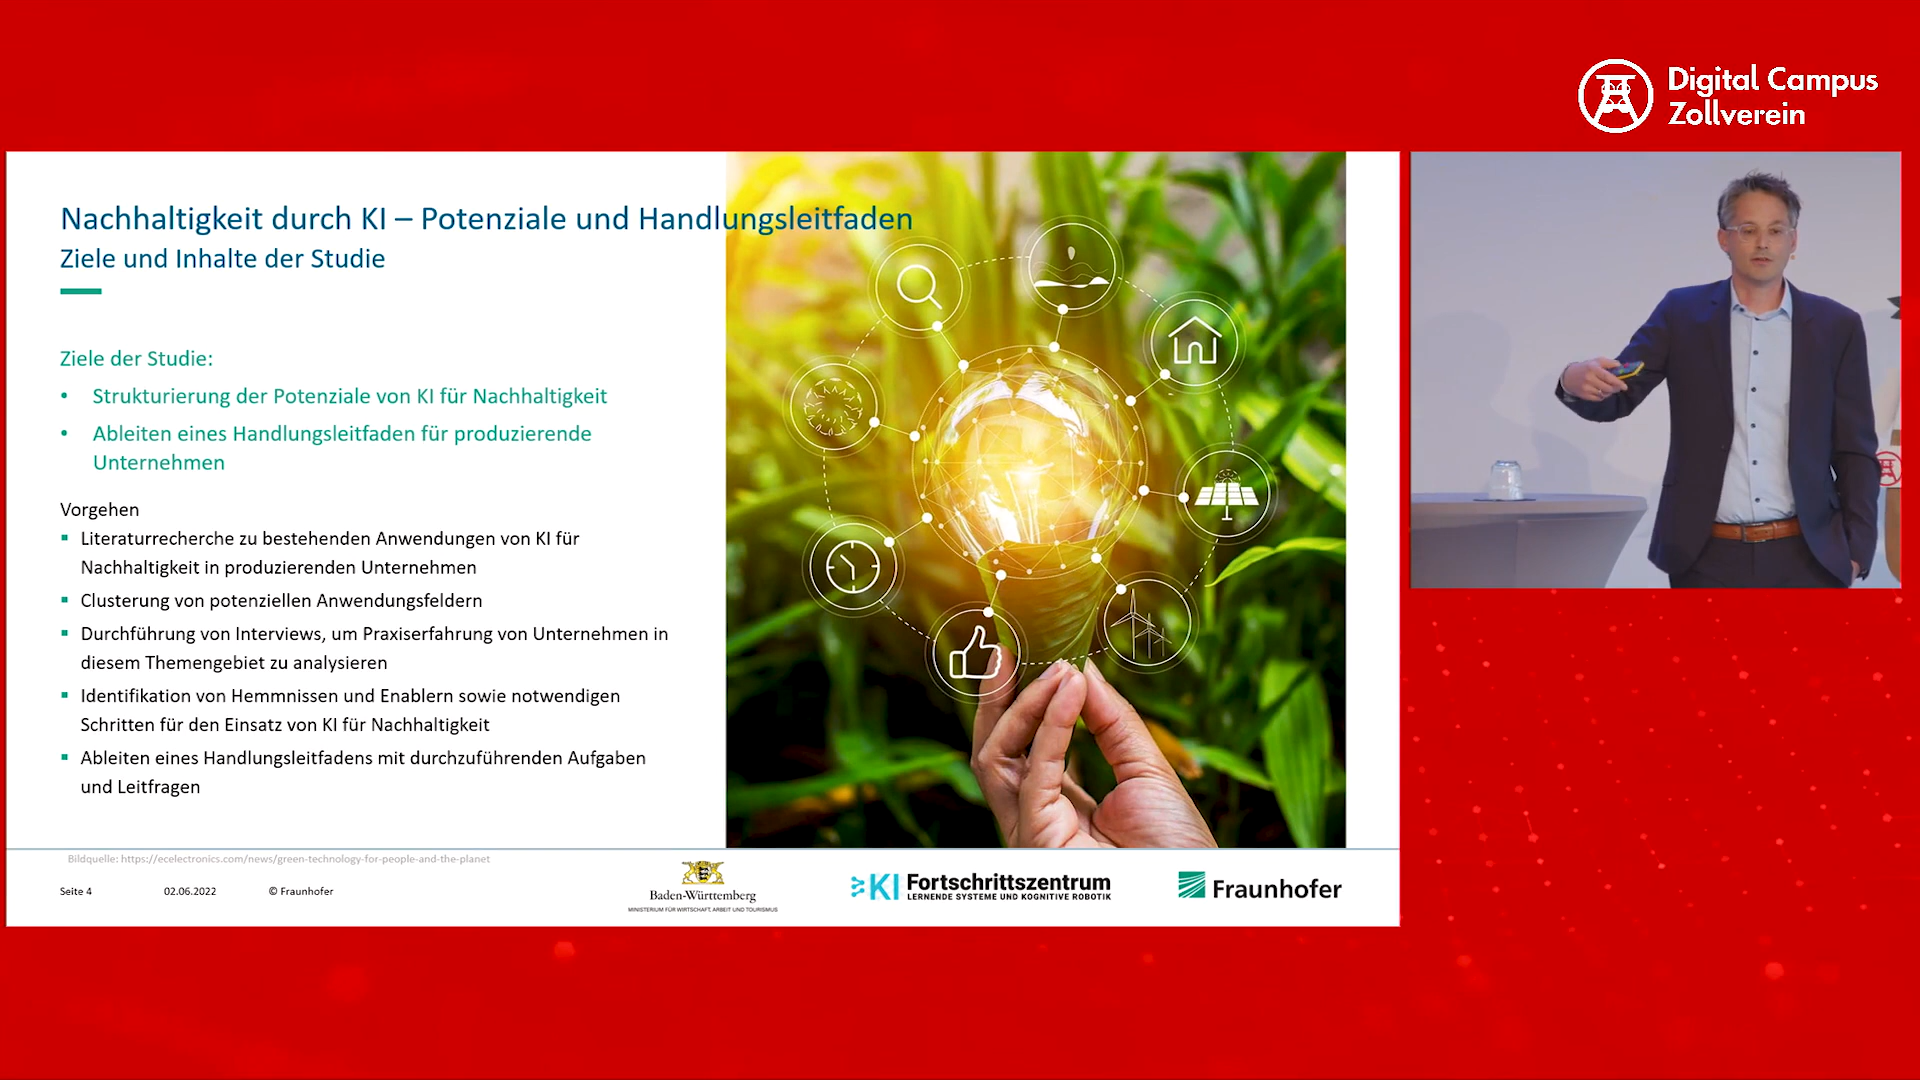 Digital Campus
Zollverein
Nachhaltigkeit durch KI – Potenziale und Handlungsleitfaden
Ziele und Inhalte der Studie
Ziele der Studie:
• Strukturierung der Potenziale von KI für Nachhaltigkeit
• Ableiten eines Handlungsleitfaden für produzierende
Unternehmen
Vorgehen
▪ Literaturrecherche zu bestehenden Anwendungen von KI für
Nachhaltigkeit in produzierenden Unternehmen
▪ Clusterung von potenziellen Anwendungsfeldern
▪ Durchführung von Interviews, um Praxiserfahrung von Unternehmen in
diesem Themengebiet zu analysieren
▪ Identifikation von Hemmnissen und Enablern sowie notwendigen
Schritten für den Einsatz von KI für Nachhaltigkeit
▪ Ableiten eines Handlungsleitfadens mit durchzuführenden Aufgaben
und Leitfragen
Bildquelle: https://ecelectronics.com/news/green-technology-for-people-and-the-planet
Seite 4 02.06.2022 © Fraunhofer
Baden-Württemberg
MINISTERIUM FÜR WIRTSCHAFT, ARBEIT UND TOURISMUS
KI Fortschrittszentrum
LERNENDE SYSTEME UND KOGNITIVE ROBOTIK
Fraunhofer